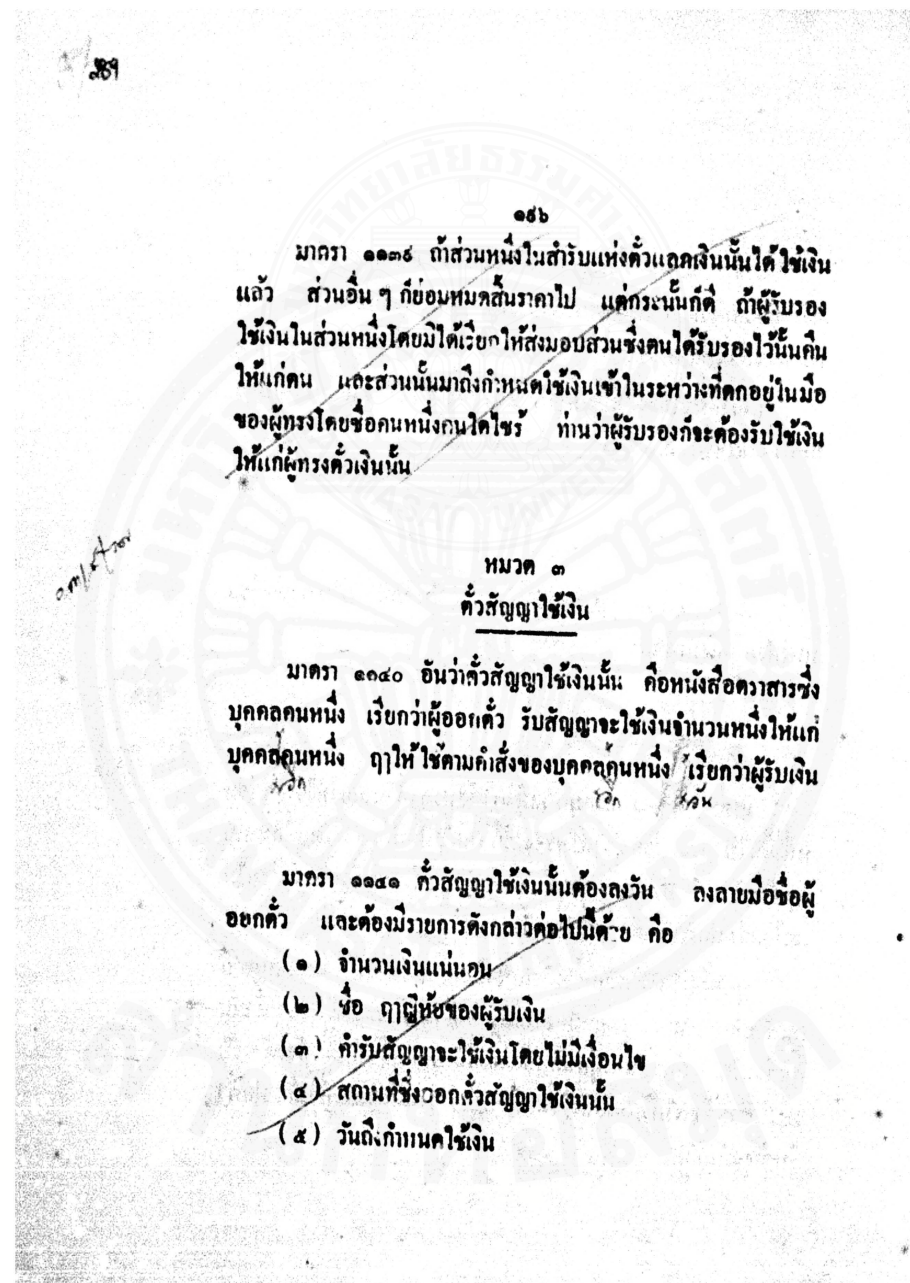 ๑๙๖
มาตรา ๑๑๓๙ ถ้าส่วนหนึ่งในสำรับแห่งตั๋วแลดเงินนั้นได้ใช้เงิน
แล้ว ส่วนอื่น ๆ ก็ย่อมหมดสิ้นราคาไป แต่กระนั้นก็ดี ถ้าผู้รับรอง
ใช้เงินในส่วนหนึ่งโดยมิได้เรียกให้ส่งมอบส่วนซึ่งตนได้รับรองไว้นั้นคืน
ให้แก่ตน และส่วนนั้นมาถึงกำหนดใช้เงินเข้าในระหว่างที่ตกอยู่ในมือ
ของผู้ทรงโดยชื่อคนหนึ่งคนใดไซร้ ท่านว่าผู้รับรองก็จะต้องรับใช้เงิน
ให้แก่ผู้ทรงตั๋วเงินนั้น
หมวด ๓
ตั๋วสัญญาใช้เงิน
มาตรา ๑๑๔๐ อันว่าตั๋วสัญญาใช้เงินนั้น คือหนังสือตราสารซึ่ง
บุคคลคนหนึ่ง เรียกว่าผู้ออกตั๋ว รับสัญญาจะใช้เงินจำนวนหนึ่งให้แก่
บุคคลคนหนึ่ง ฤๅให้ใช้ตามคำสั่งของบุคคลคนหนึ่ง เรียกว่าผู้รับเงิน
มาตรา ๑๑๔๑ ตั๋วสัญญาใช้เงินนั้นต้องลงวัน ลงลายมือชื่อผู้
ออกตั๋ว และต้องมีรายการดังกล่าวต่อไปนี้ด้วย คือ
(๑) จำนวนเงินแน่นอน
(๒) ชื่อ ฤๅยี่ห้อของผู้รับเงิน
(๓) คำรับสัญญาจะใช้เงินโดยไม่มีเงื่อนไข
(๔) สถานที่ซึ่งออกตั๋วสัญญาใช้เงินนั้น
(๕) วันถึงกำหนดใช้เงิน